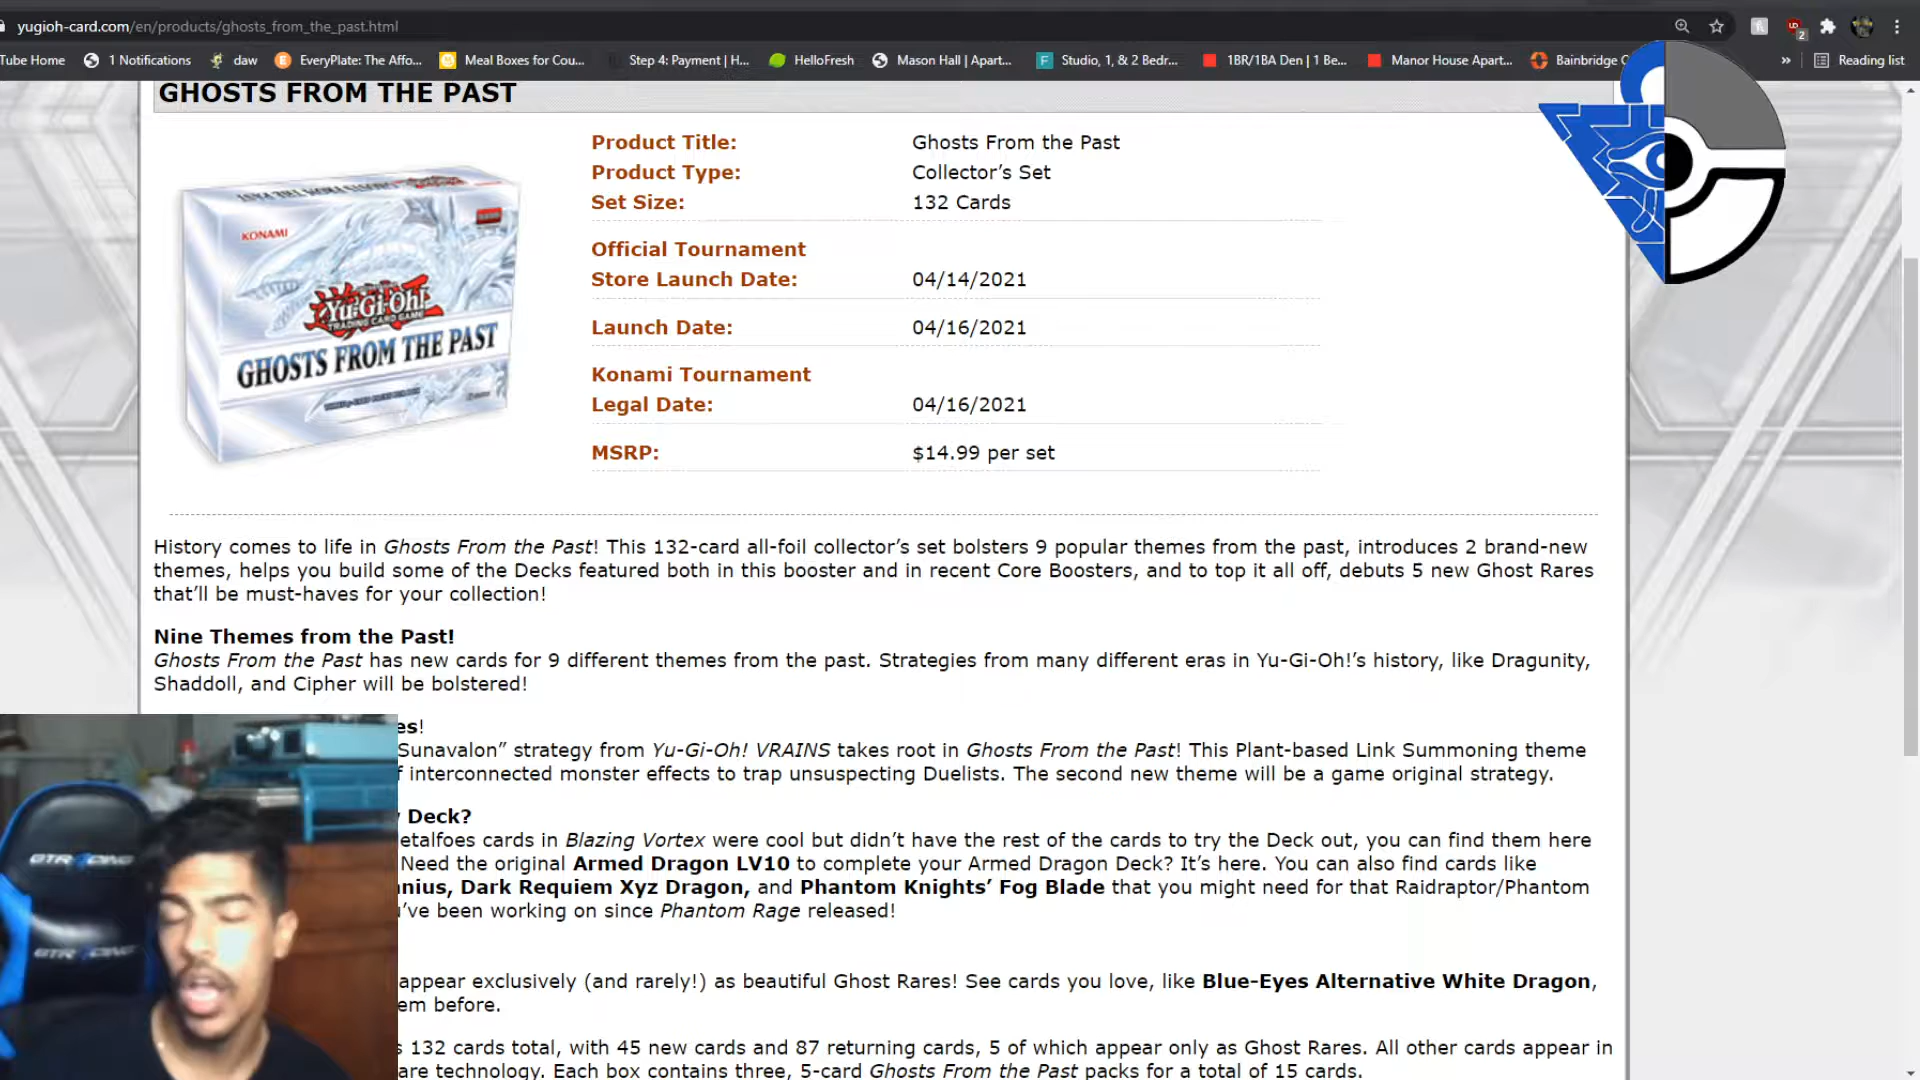 yugioh-card.com/en/products/ghosts_from_the_past.html
Tube Home 1 Notifications daw EveryPlate: The Affo... Meal Boxes for Cou... Step 4: Payment | H... HelloFresh Mason Hall | Apart... Studio, 1, & 2 Bedr... 1BR/1BA Den | 1 Be... Manor House Apart... Bainbridge » Reading list
GHOSTS FROM THE PAST
Product Title: Ghosts From the Past
Product Type: Collector’s Set
Set Size: 132 Cards
Official Tournament
Store Launch Date: 04/14/2021
Launch Date: 04/16/2021
Konami Tournament
Legal Date: 04/16/2021
MSRP: $14.99 per set
KONAMI
Yu-Gi-Oh!
TRADING CARD GAME
GHOSTS FROM THE PAST
History comes to life in Ghosts From the Past! This 132-card all-foil collector’s set bolsters 9 popular themes from the past, introduces 2 brand-new
themes, helps you build some of the Decks featured both in this booster and in recent Core Boosters, and to top it all off, debuts 5 new Ghost Rares
that’ll be must-haves for your collection!
Nine Themes from the Past!
Ghosts From the Past has new cards for 9 different themes from the past. Strategies from many different eras in Yu-Gi-Oh!’s history, like Dragunity,
Shaddoll, and Cipher will be bolstered!
es!
Sunavalon” strategy from Yu-Gi-Oh! VRAINS takes root in Ghosts From the Past! This Plant-based Link Summoning theme
f interconnected monster effects to trap unsuspecting Duelists. The second new theme will be a game original strategy.
Deck?
etalfoes cards in Blazing Vortex were cool but didn’t have the rest of the cards to try the Deck out, you can find them here
Need the original Armed Dragon LV10 to complete your Armed Dragon Deck? It’s here. You can also find cards like
nius, Dark Requiem Xyz Dragon, and Phantom Knights’ Fog Blade that you might need for that Raidraptor/Phantom
’ve been working on since Phantom Rage released!
appear exclusively (and rarely!) as beautiful Ghost Rares! See cards you love, like Blue-Eyes Alternative White Dragon,
em before.
s 132 cards total, with 45 new cards and 87 returning cards, 5 of which appear only as Ghost Rares. All other cards appear in
are technology. Each box contains three, 5-card Ghosts From the Past packs for a total of 15 cards.
GTRACING
GTRACING